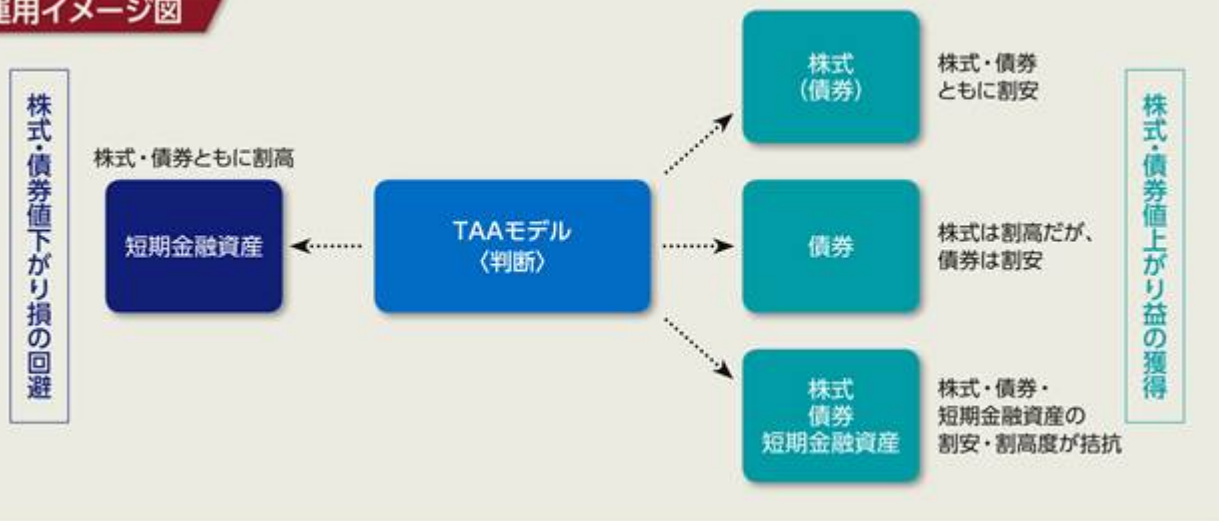 運用イメージ図
株式・債券値下がり損の回避
株式・債券ともに割高
短期金融資産
TAAモデル
〈判断〉
株式
（債券）
株式・債券
ともに割安
債券
株式は割高だが、
債券は割安
株式
債券
短期金融資産
株式・債券・
短期金融資産の
割安・割高度が拮抗
株式・債券値上がり益の獲得